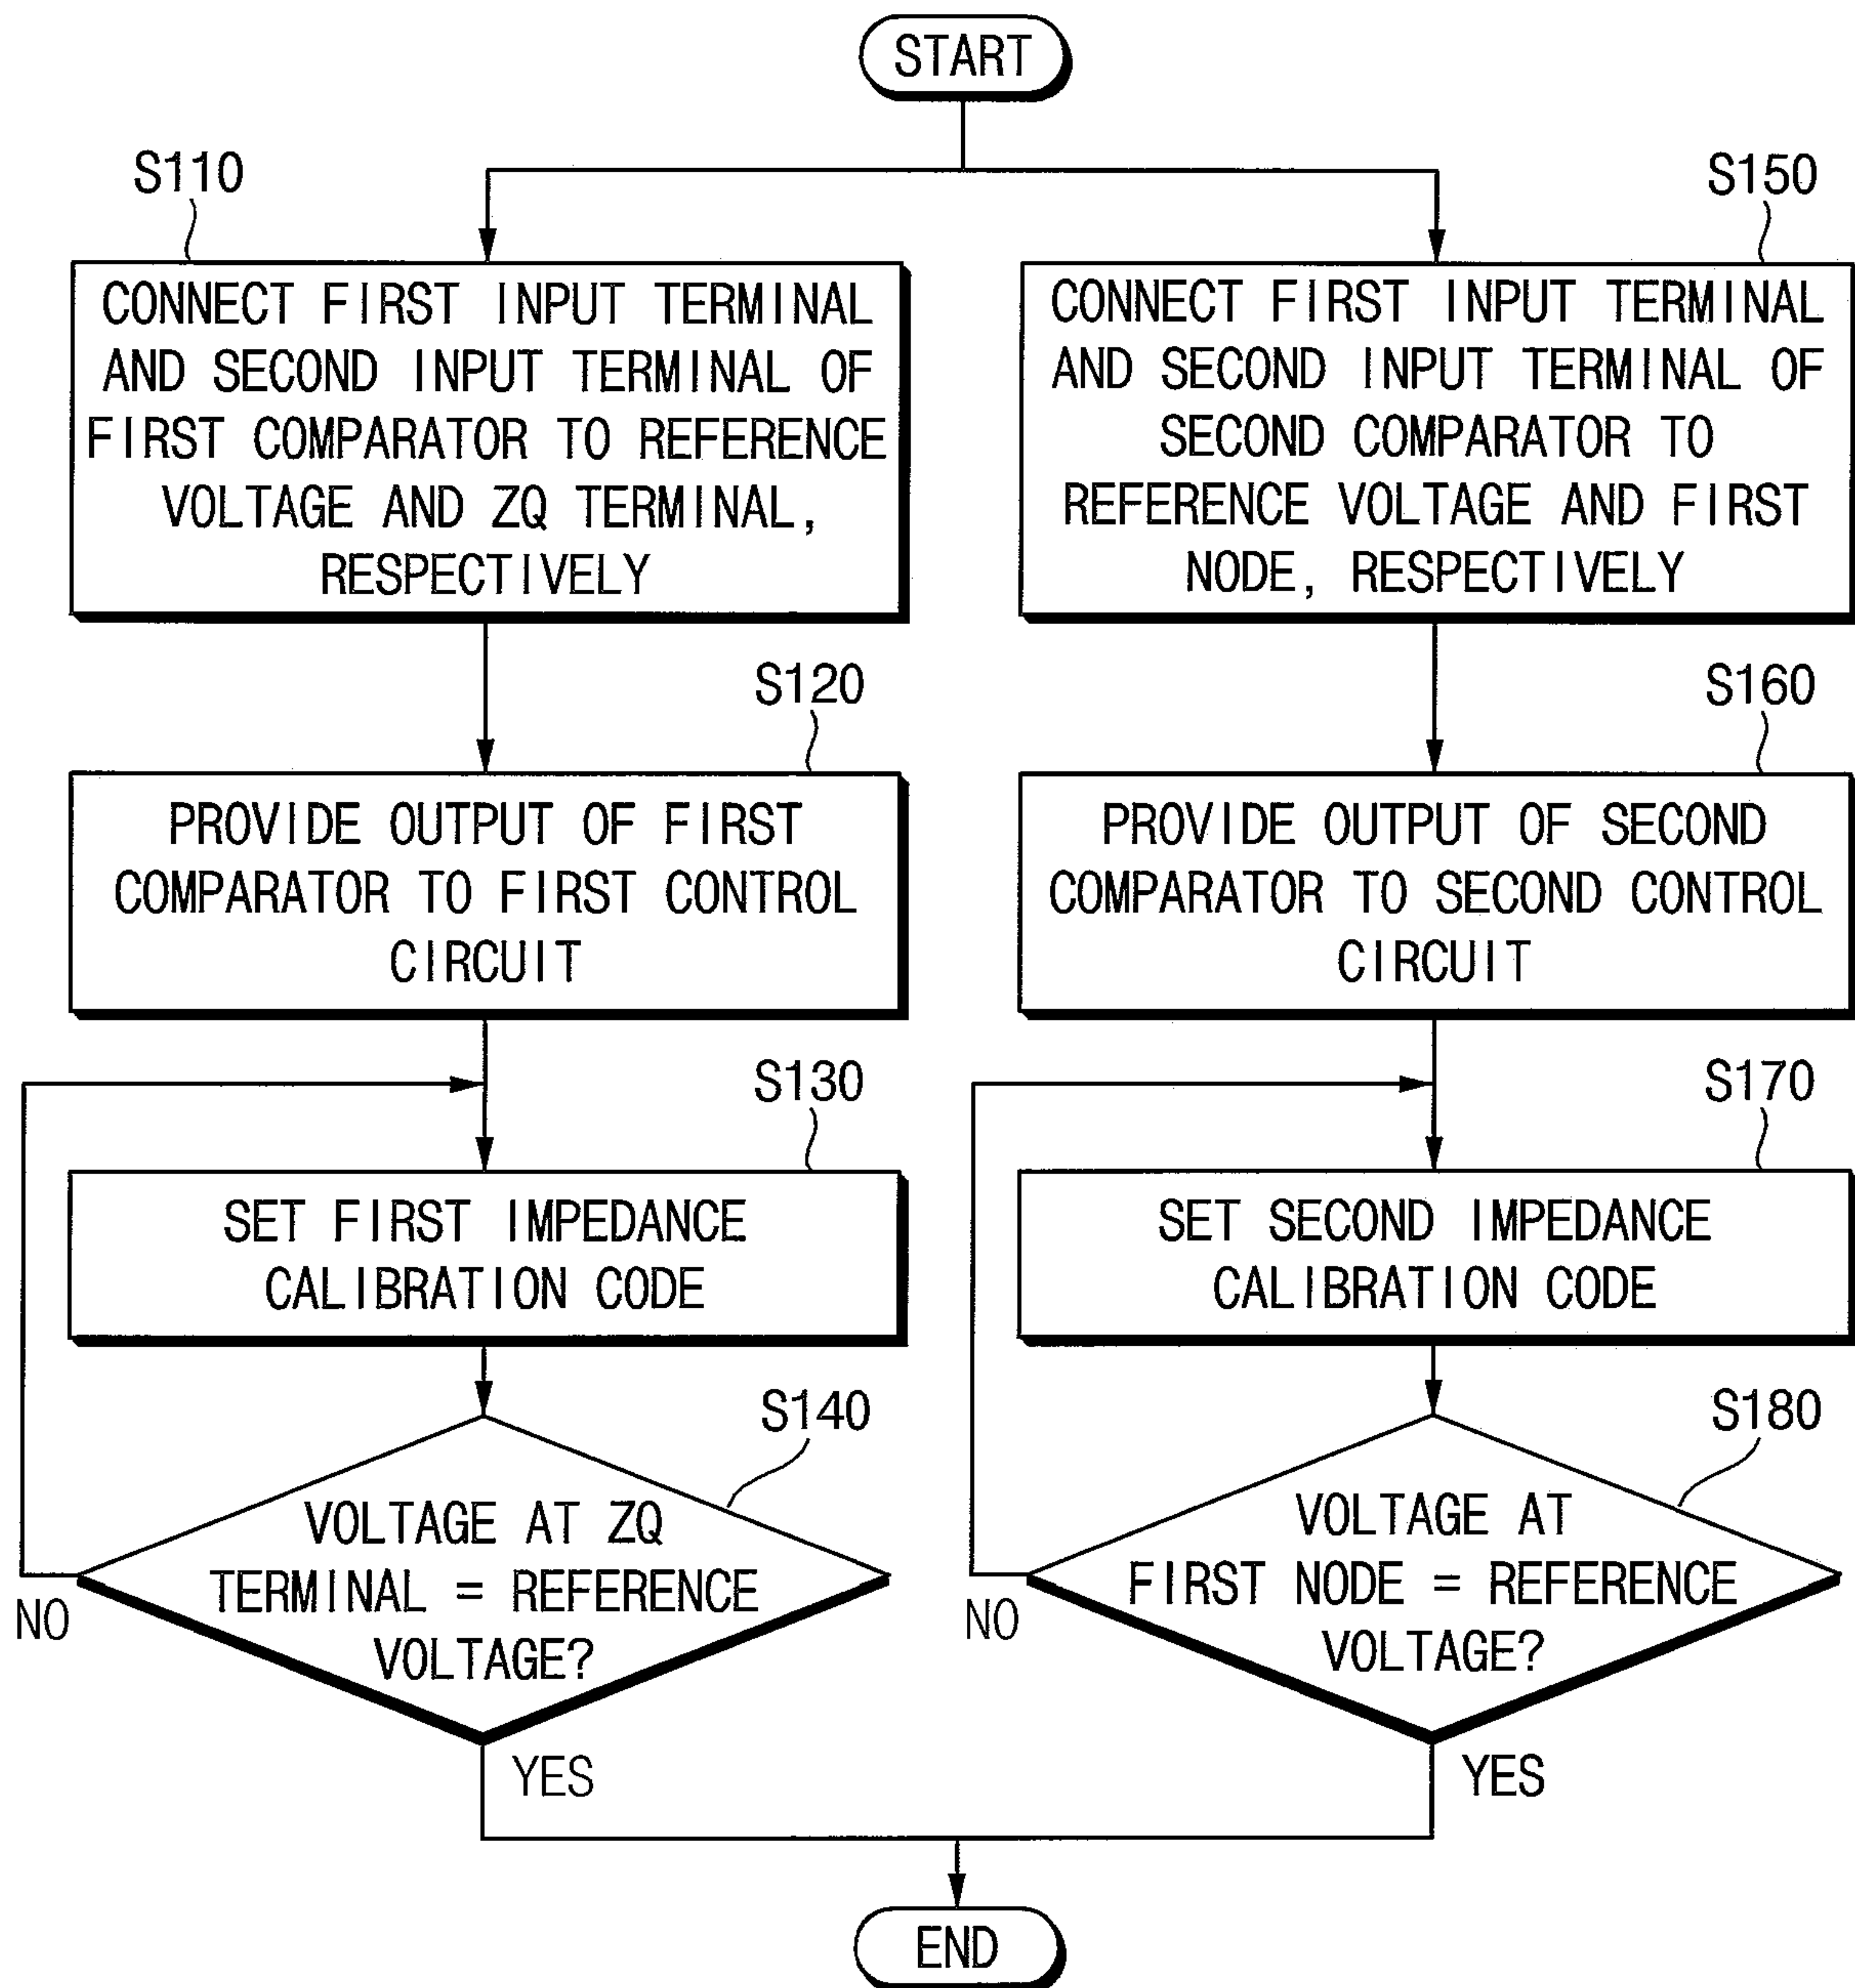 START
S110
CONNECT FIRST INPUT TERMINAL
AND SECOND INPUT TERMINAL OF
FIRST COMPARATOR TO REFERENCE
VOLTAGE AND ZQ TERMINAL,
RESPECTIVELY
S120
PROVIDE OUTPUT OF FIRST
COMPARATOR TO FIRST CONTROL
CIRCUIT
S130
SET FIRST IMPEDANCE
CALIBRATION CODE
S140
VOLTAGE AT ZQ
TERMINAL = REFERENCE
VOLTAGE?
NO
YES
S150
CONNECT FIRST INPUT TERMINAL
AND SECOND INPUT TERMINAL OF
SECOND COMPARATOR TO
REFERENCE VOLTAGE AND FIRST
NODE, RESPECTIVELY
S160
PROVIDE OUTPUT OF SECOND
COMPARATOR TO SECOND CONTROL
CIRCUIT
S170
SET SECOND IMPEDANCE
CALIBRATION CODE
S180
VOLTAGE AT
FIRST NODE = REFERENCE
VOLTAGE?
NO
YES
END